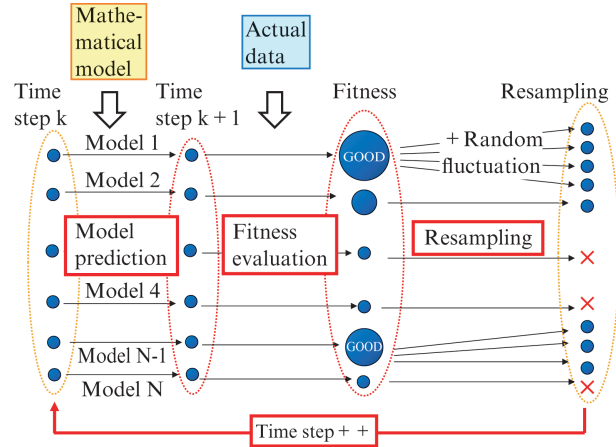 Mathe-
matical
model
Actual
data
Time
step k
Time
step k + 1
Fitness
Resampling
Model 1
GOOD
+ Random
fluctuation
Model 2
Model
prediction
Fitness
evaluation
Resampling
Model 4
GOOD
Model N-1
Model N
Time step + +